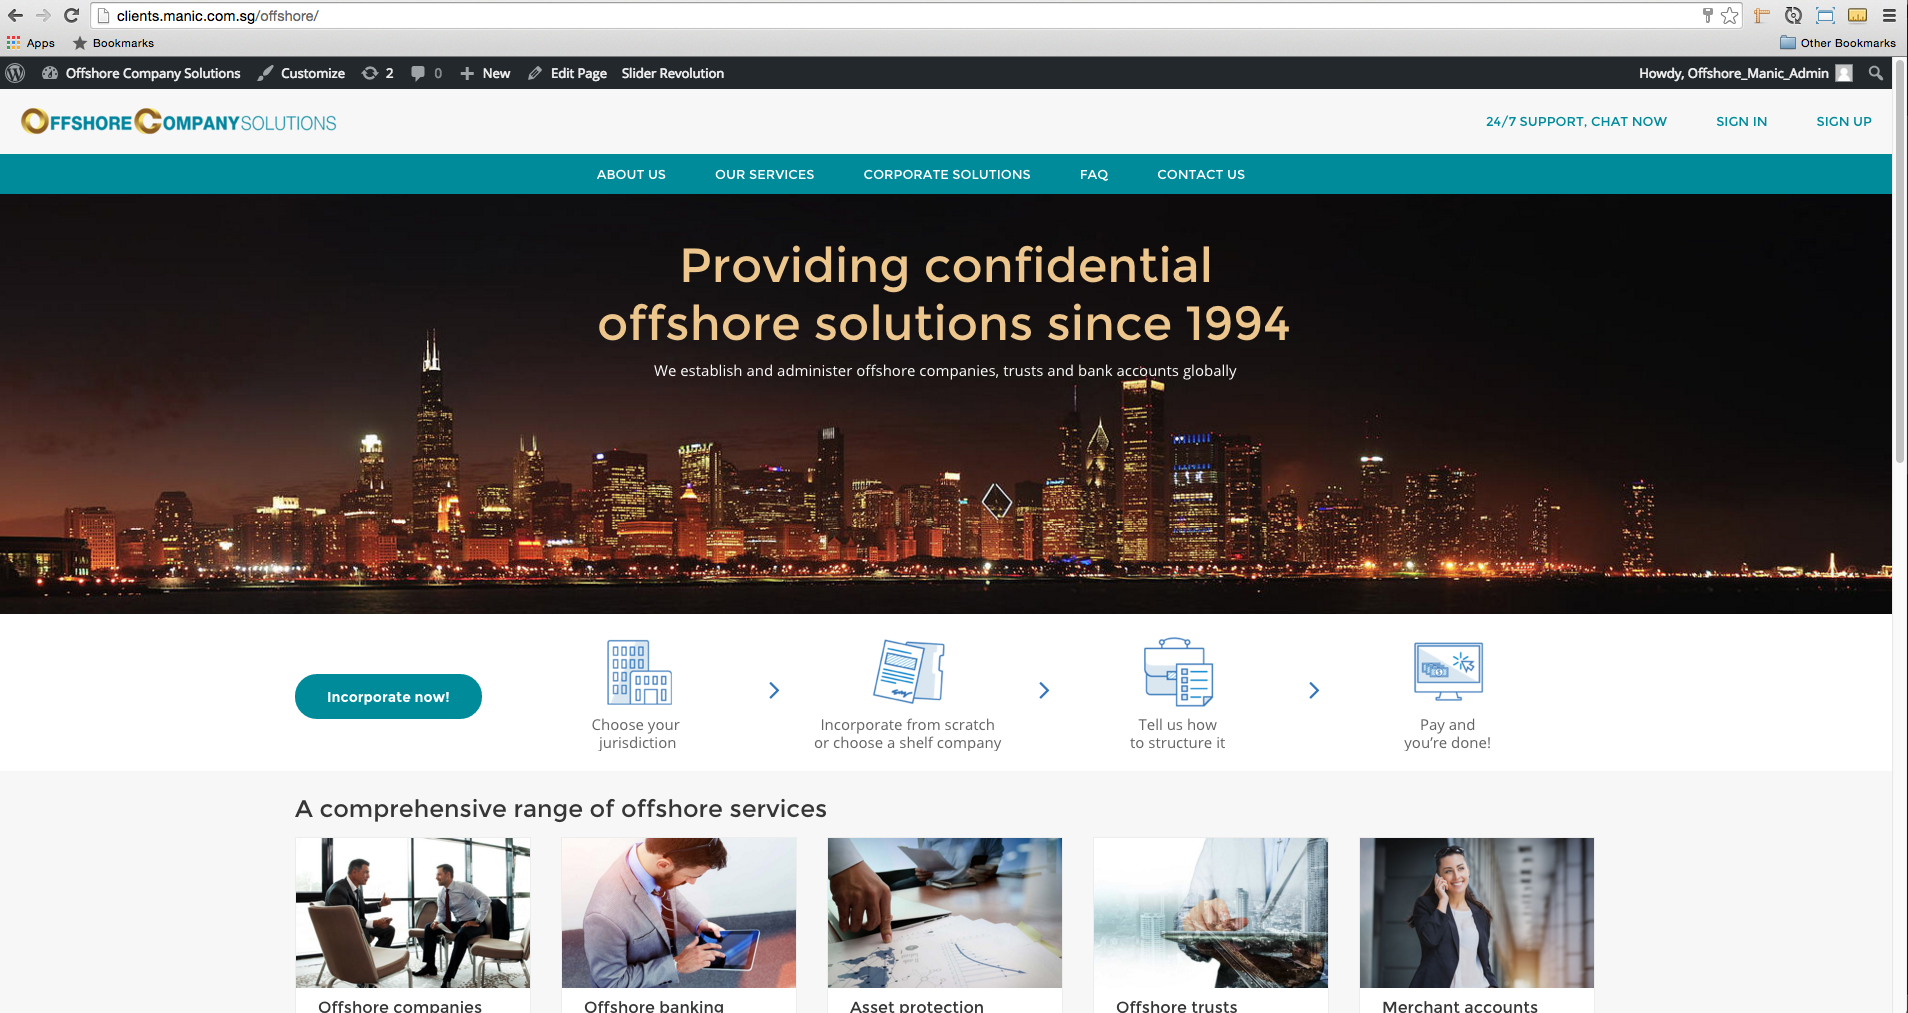 clients.manic.com.sg/offshore/
Apps Bookmarks Other Bookmarks
Offshore Company Solutions Customize 2 0 New Edit Page Slider Revolution Howdy, Offshore_Manic_Admin
OFFSHORE COMPANY SOLUTIONS
24/7 SUPPORT, CHAT NOW SIGN IN SIGN UP
ABOUT US OUR SERVICES CORPORATE SOLUTIONS FAQ CONTACT US
Providing confidential
offshore solutions since 1994
We establish and administer offshore companies, trusts and bank accounts globally
Incorporate now!
Choose your
jurisdiction
Incorporate from scratch
or choose a shelf company
Tell us how
to structure it
Pay and
you’re done!
A comprehensive range of offshore services
Offshore companies
Offshore banking
Asset protection
Offshore trusts
Merchant accounts